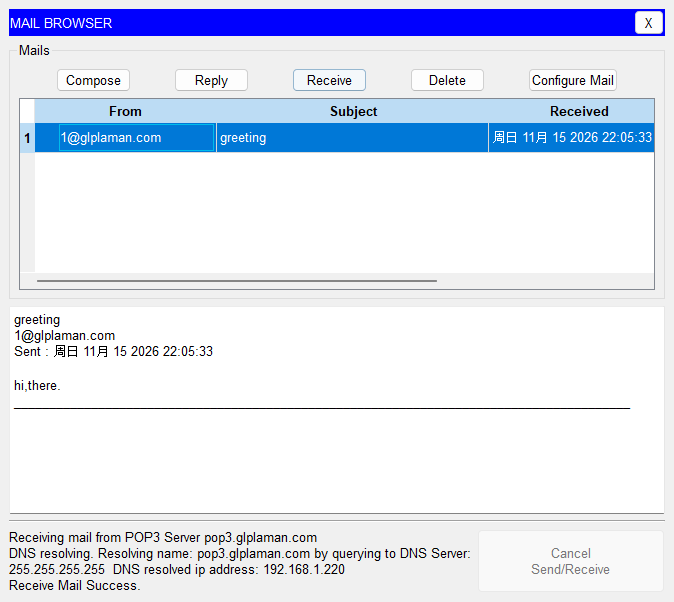 MAIL BROWSER
X
Mails
Compose
Reply
Receive
Delete
Configure Mail
From
Subject
Received
1
1@glplaman.com
greeting
周日 11月 15 2026 22:05:33
greeting
1@glplaman.com
Sent : 周日 11月 15 2026 22:05:33
hi,there.
Receiving mail from POP3 Server pop3.glplaman.com
DNS resolving. Resolving name: pop3.glplaman.com by querying to DNS Server:
255.255.255.255  DNS resolved ip address: 192.168.1.220
Receive Mail Success.
Cancel
Send/Receive